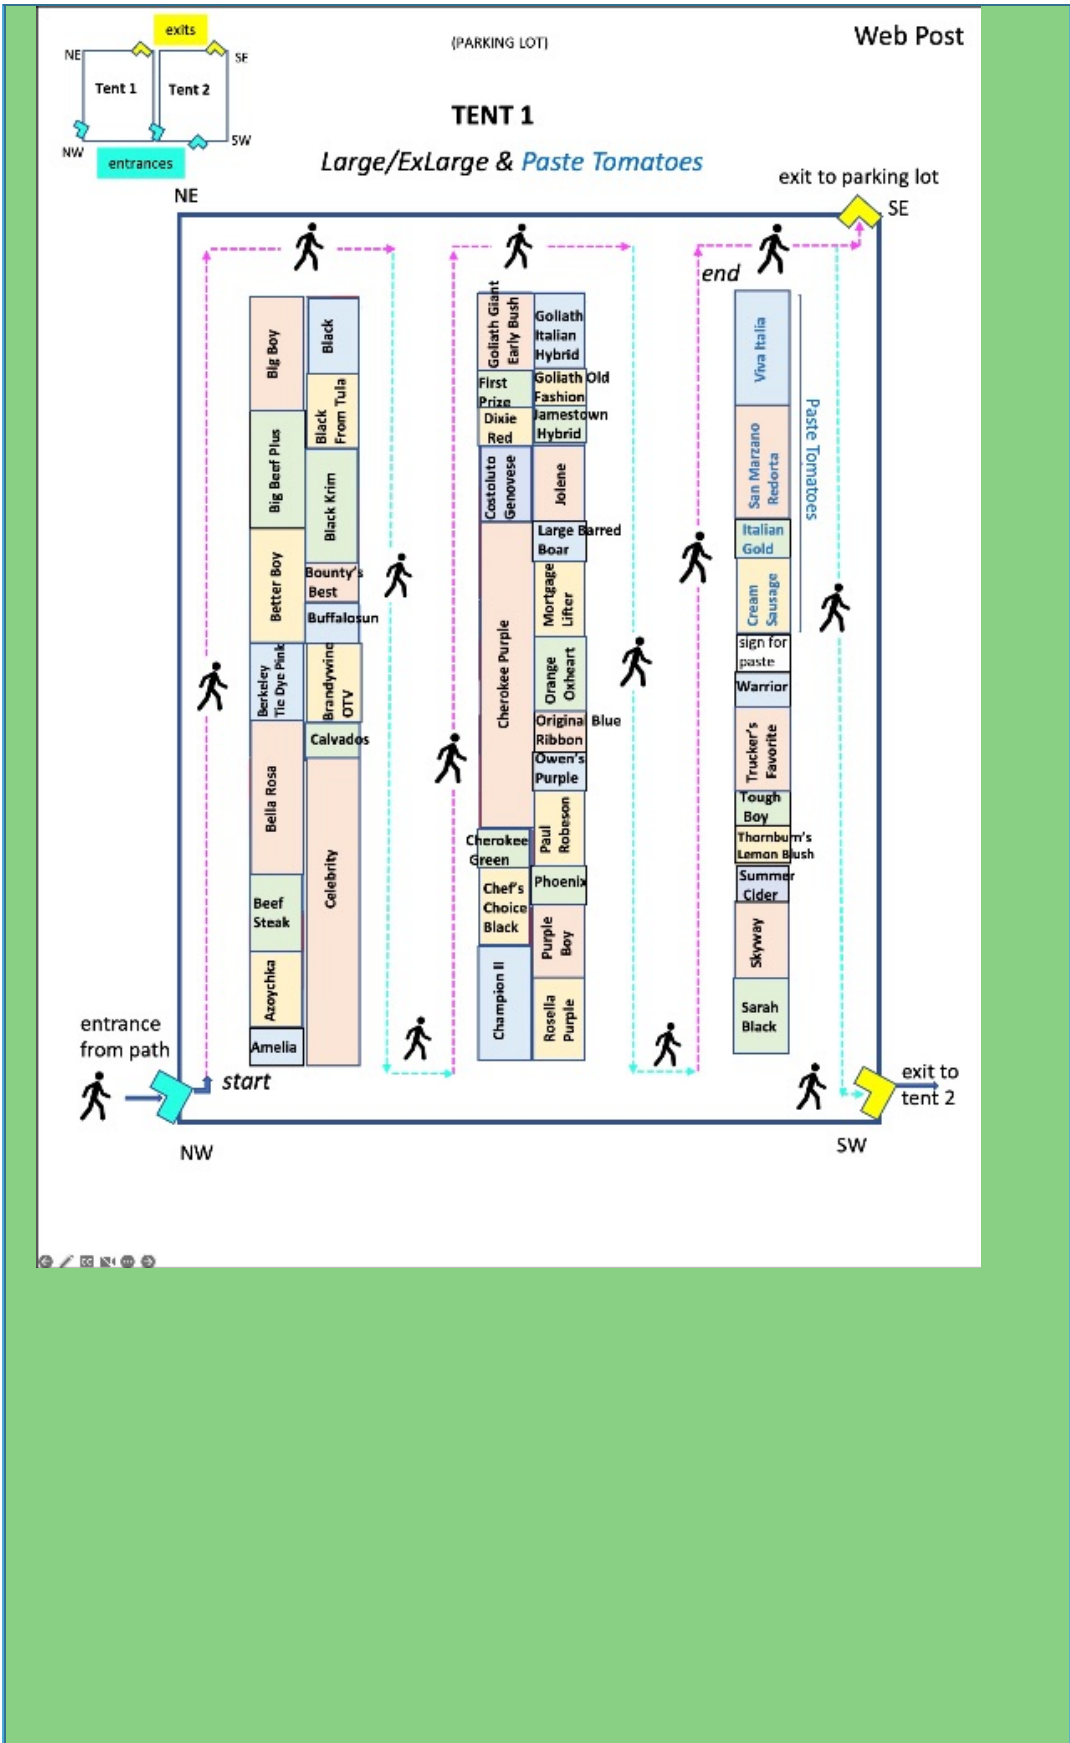 exits
(PARKING LOT)
Web Post
NE
SE
Tent 1
Tent 2
NW
SW
entrances
TENT 1
Large/ExLarge & Paste Tomatoes
exit to parking lot
NE
SE
end
Big Boy
Big Beef Plus
Better Boy
Berkeley
Tie Dye Pink
Bella Rosa
Beef
Steak
Azoychka
Amelia
Black
Black
From Tula
Black Krim
Bounty's
Best
Buffalosun
Brandywine
OTV
Calvados
Celebrity
Goliath Giant
Early Bush
First
Prize
Dixie
Red
Costoluto
Genovese
Cherokee Purple
Cherokee
Green
Chef's
Choice
Black
Champion II
Goliath
Italian
Hybrid
Goliath Old
Fashion
Jamestown
Hybrid
Jolene
Large Barred
Boar
Mortgage
Lifter
Orange
Oxheart
Original Blue
Ribbon
Owen's
Purple
Paul
Robeson
Phoenix
Purple
Boy
Rosella
Purple
Viva Italia
San Marzano
Redorta
Italian
Gold
Cream
Sausage
Paste Tomatoes
sign for
paste
Warrior
Trucker's
Favorite
Tough
Boy
Thornburn's
Lemon Blush
Summer
Cider
Skyway
Sarah
Black
entrance
from path
start
exit to
tent 2
NW
SW